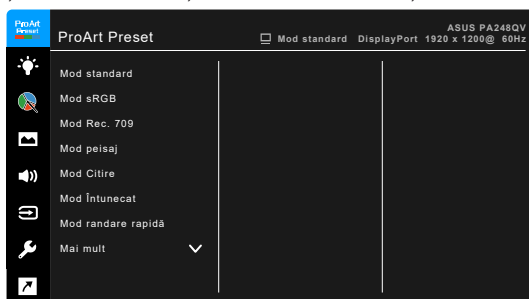 ProArt
Preset
ProArt Preset
ASUS PA248QV
Mod standard DisplayPort 1920 x 1200@ 60Hz
Mod standard
Mod sRGB
Mod Rec. 709
Mod peisaj
Mod Citire
Mod Întunecat
Mod randare rapidă
Mai mult